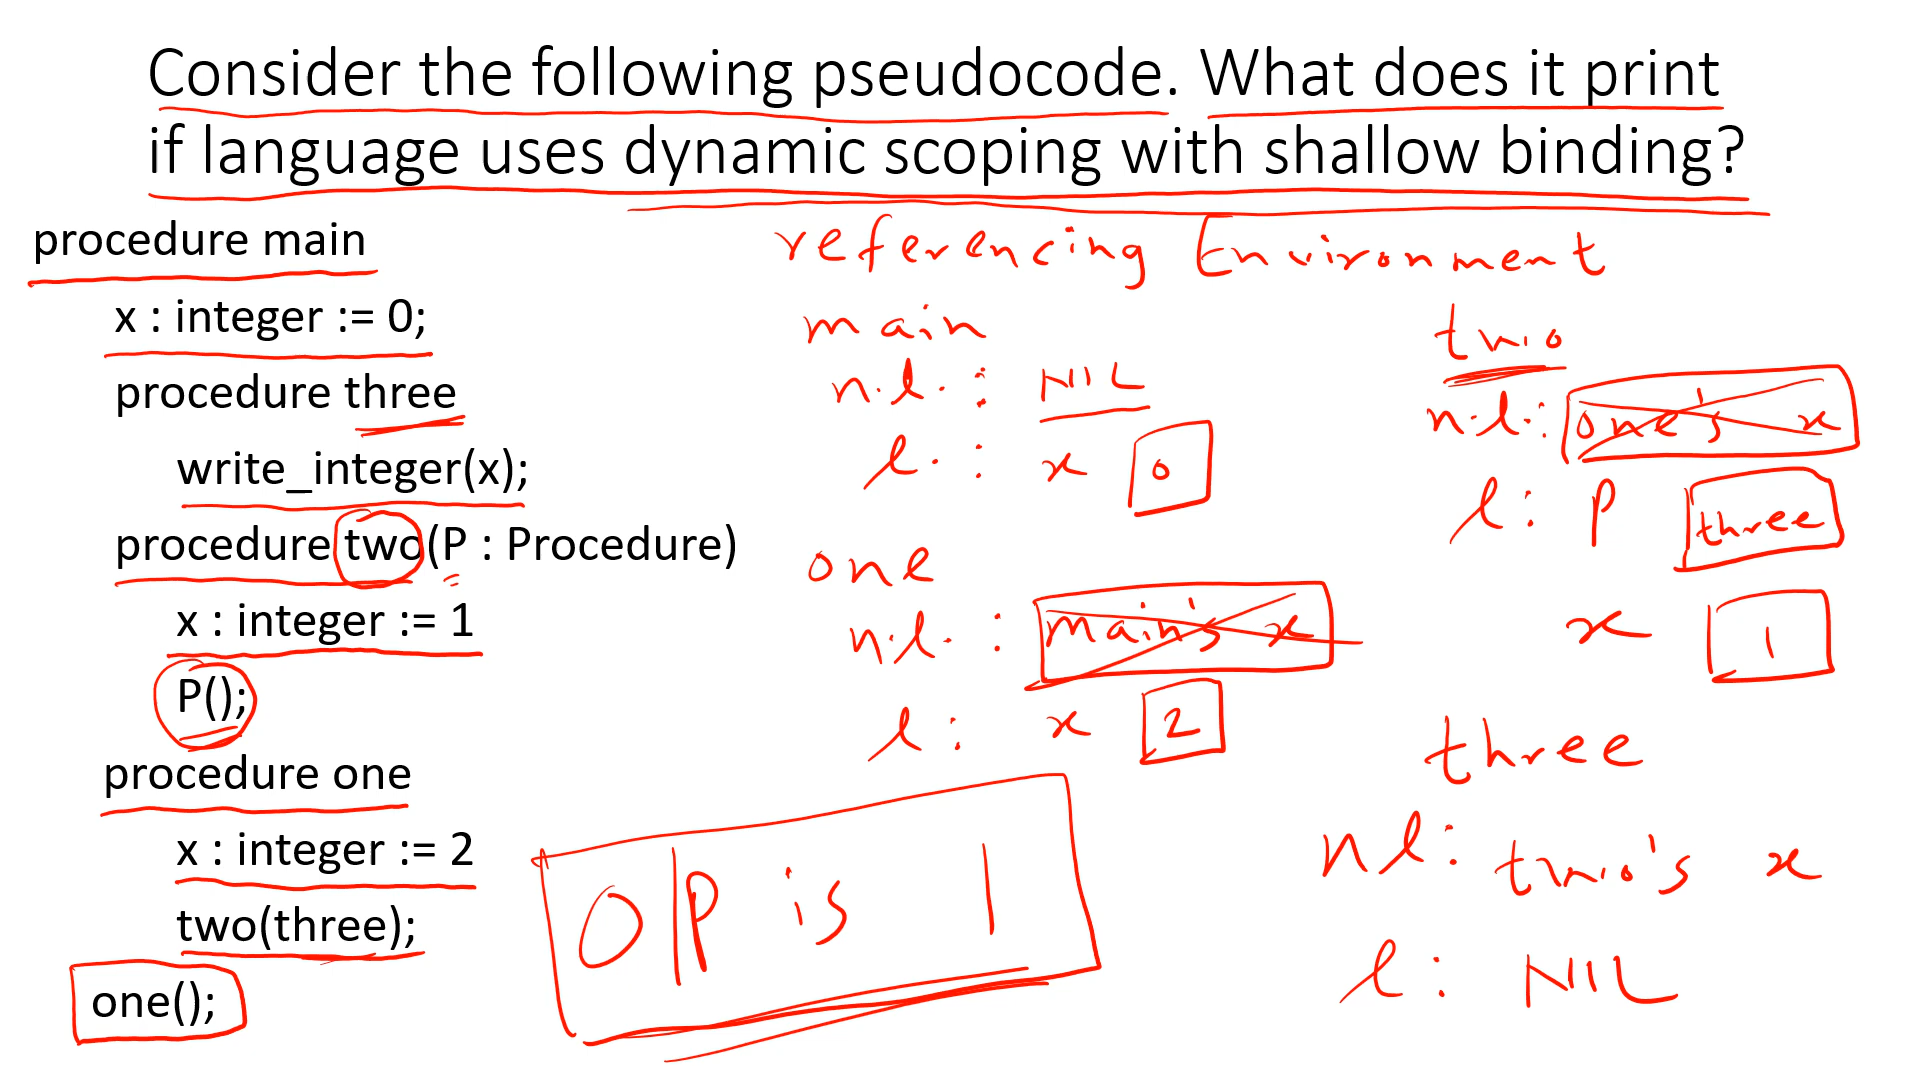 Consider the following pseudocode. What does it print
if language uses dynamic scoping with shallow binding?
procedure main
x : integer := 0;
procedure three
write_integer(x);
procedure two(P : Procedure)
x : integer := 1
P();
procedure one
x : integer := 2
two(three);
one();
referencing Environment
main
n.l. : NIL
l. : x 0
one
n.l. : main's x
l : x 2
two
n.l. : one's x
l : P three
x 1
three
nl : two's x
l : NIL
O|P is 1